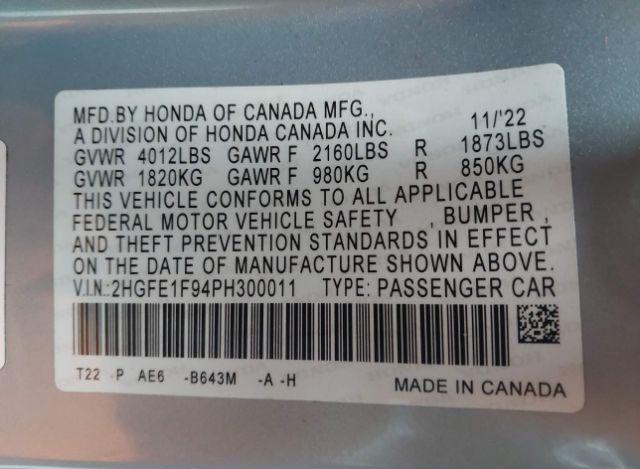 MFD.BY HONDA OF CANADA MFG.,
A DIVISION OF HONDA CANADA INC. 11/'22
GVWR 4012LBS GAWR F 2160LBS R 1873LBS
GVWR 1820KG GAWR F 980KG R 850KG
THIS VEHICLE CONFORMS TO ALL APPLICABLE
FEDERAL MOTOR VEHICLE SAFETY , BUMPER ,
AND THEFT PREVENTION STANDARDS IN EFFECT
ON THE DATE OF MANUFACTURE SHOWN ABOVE.
V.I.N.:2HGFE1F94PH300011 TYPE: PASSENGER CAR
T22 -P AE6 -B643M -A -H
MADE IN CANADA